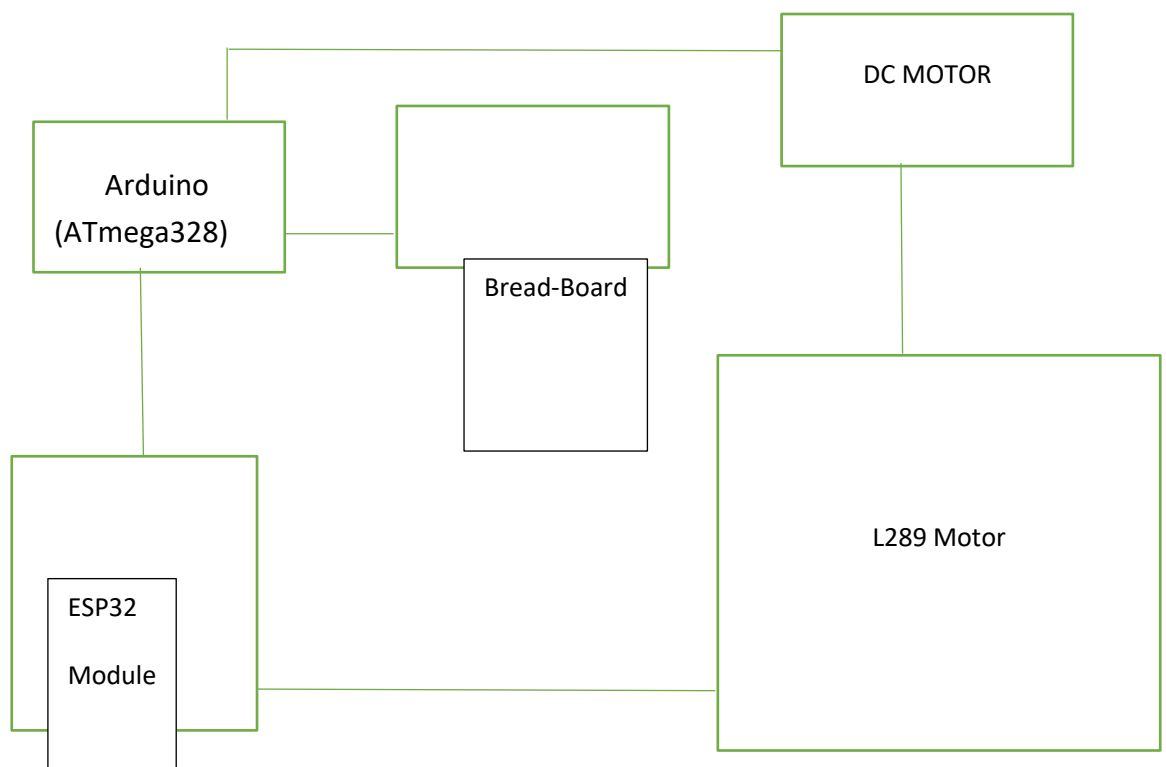 DC MOTOR
Arduino
(ATmega328)
Bread-Board
L289 Motor
ESP32
Module